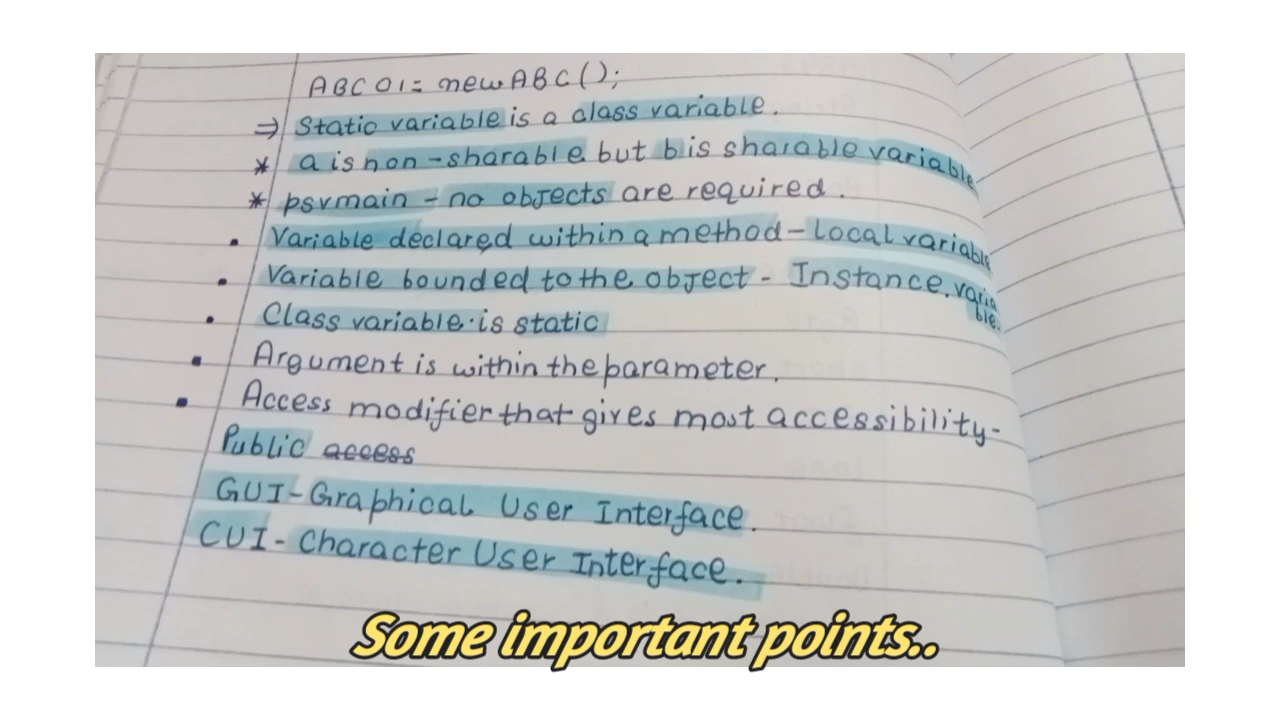 ABC O1 = new ABC();
⇒ Static variable is a class variable.
* a is non-sharable but b is sharable variable
* psvmain - no objects are required.
• Variable declared within a method - local variable
• Variable bounded to the object - Instance variable.
• Class variable is static
• Argument is within the parameter.
• Access modifier that gives most accessibility-
Public access
GUI - Graphical User Interface.
CUI - Character User Interface.
Some important points..